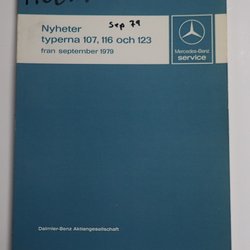 Sep 79
Nyheter
typerna 107, 116 och 123
från september 1979
Mercedes-Benz
service
Daimler-Benz Aktiengesellschaft